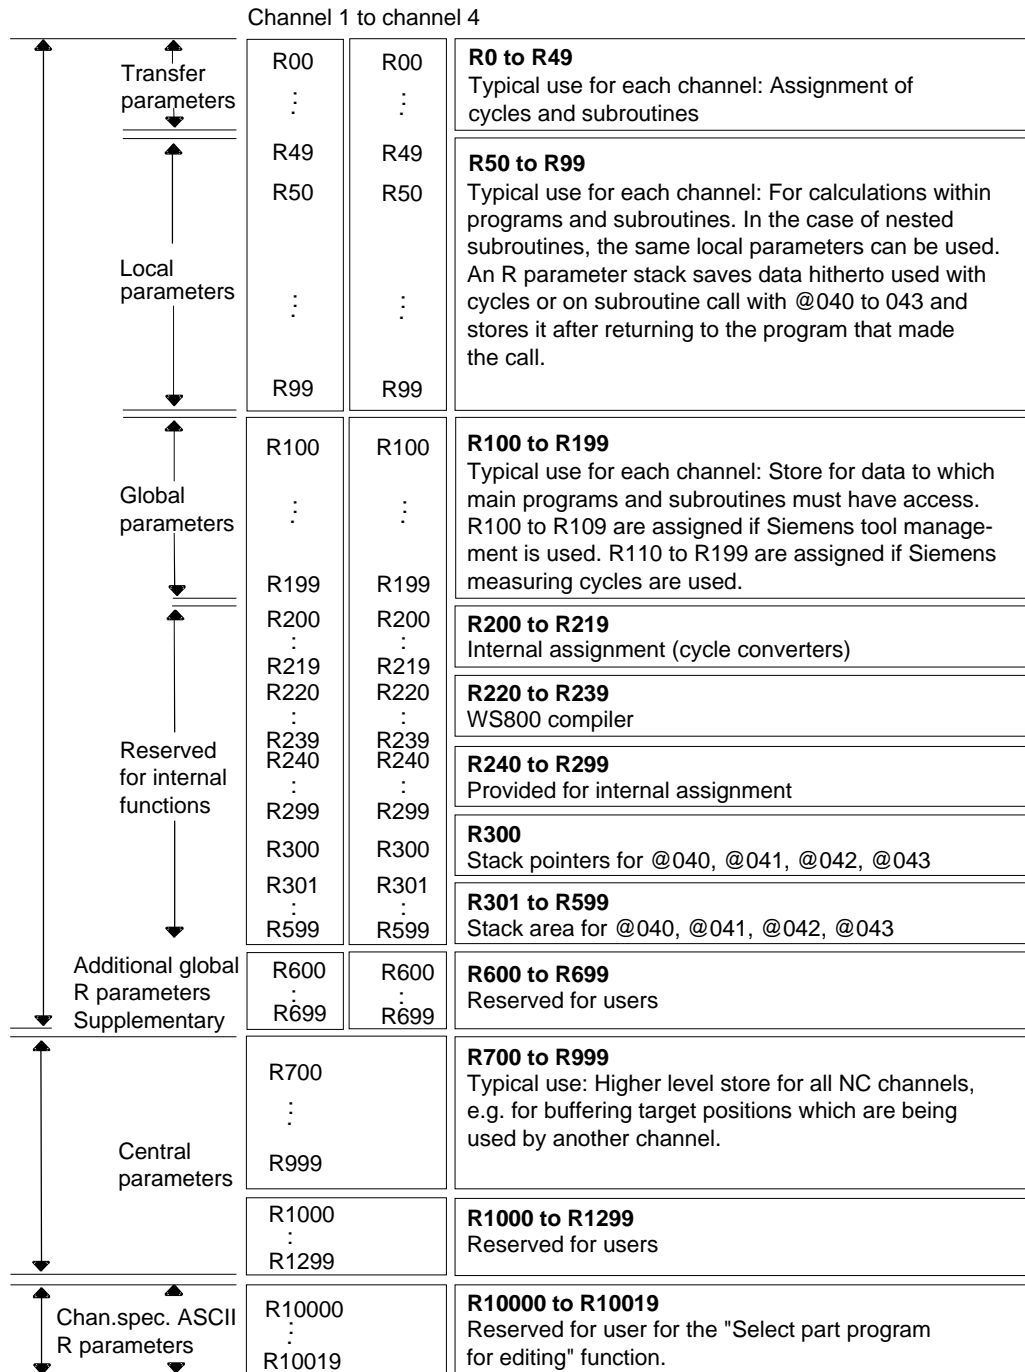 Channel 1 to channel 4
Transfer
parameters
R00 R00
: :
R49 R49
R0 to R49
Typical use for each channel: Assignment of
cycles and subroutines
Local
parameters
R50 R50
: :
R99 R99
R50 to R99
Typical use for each channel: For calculations within
programs and subroutines. In the case of nested
subroutines, the same local parameters can be used.
An R parameter stack saves data hitherto used with
cycles or on subroutine call with @040 to 043 and
stores it after returning to the program that made
the call.
Global
parameters
R100 R100
: :
R199 R199
R100 to R199
Typical use for each channel: Store for data to which
main programs and subroutines must have access.
R100 to R109 are assigned if Siemens tool manage-
ment is used. R110 to R199 are assigned if Siemens
measuring cycles are used.
Reserved
for internal
functions
R200 R200
: :
R219 R219
R200 to R219
Internal assignment (cycle converters)
R220 R220
: :
R239 R239
R220 to R239
WS800 compiler
R240 R240
: :
R299 R299
R240 to R299
Provided for internal assignment
R300 R300
R300
Stack pointers for @040, @041, @042, @043
R301 R301
: :
R599 R599
R301 to R599
Stack area for @040, @041, @042, @043
Additional global
R parameters
Supplementary
R600 R600
: :
R699 R699
R600 to R699
Reserved for users
Central
parameters
R700
:
R999
R700 to R999
Typical use: Higher level store for all NC channels,
e.g. for buffering target positions which are being
used by another channel.
R1000
:
R1299
R1000 to R1299
Reserved for users
Chan.spec. ASCII
R parameters
R10000
:
R10019
R10000 to R10019
Reserved for user for the "Select part program
for editing" function.